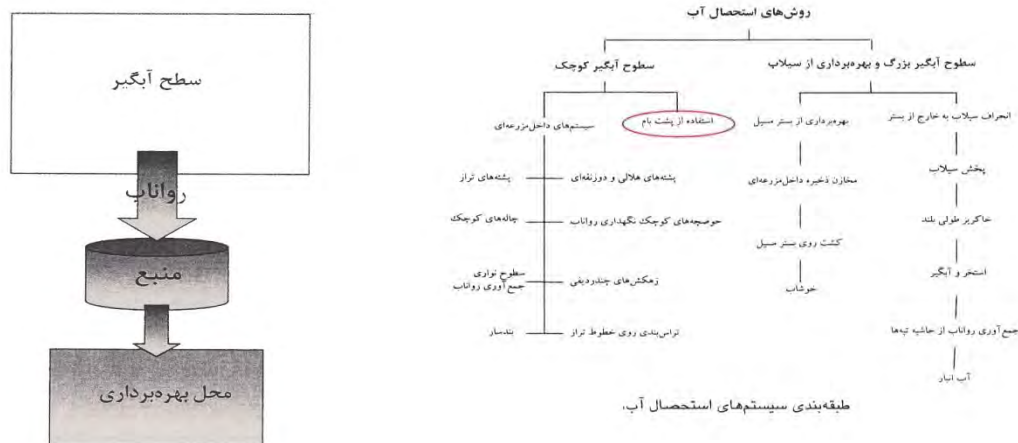 سطح آبگیر
رواناب
منبع
محل بهره‌برداری
روش‌های استحصال آب
سطوح آبگیر بزرگ و بهره‌برداری از سیلاب
سطوح آبگیر کوچک
انحراف سیلاب به خارج از بستر
بهره‌برداری از بستر مسیل
استفاده از پشت بام
سیستم‌های داخل‌مزرعه‌ای
پخش سیلاب
خاکریز طولی بلند
استخر و آبگیر
جمع‌آوری رواناب از حاشیه تپه‌ها
آب انبار
مخازن ذخیره داخل‌مزرعه‌ای
کشت روی بستر مسیل
خوشاب
پشته‌های هلالی و دوزنقه‌ای
پشته‌های تراز
حوضچه‌های کوچک نگهداری رواناب
چاله‌های کوچک
زهکش‌های چندردیفی
سطوح نواری
جمع‌آوری رواناب
تراس‌بندی روی خطوط تراز
بندسار
طبقه‌بندی سیستم‌های استحصال آب.